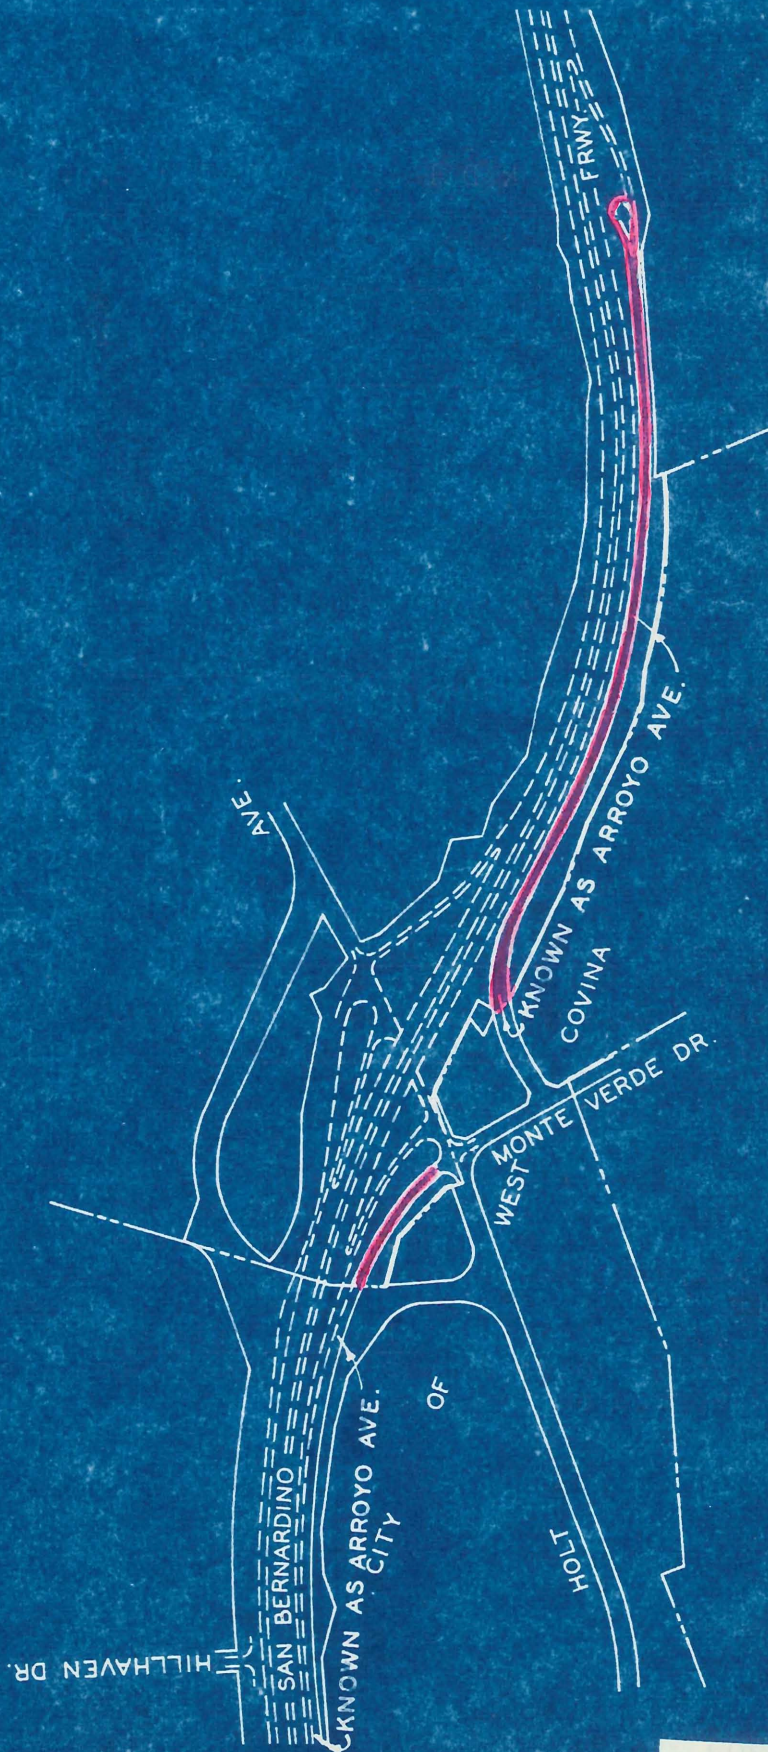 FRWY.
AVE.
KNOWN AS ARROYO AVE.
COVINA
MONTE VERDE DR.
WEST
OF
KNOWN AS ARROYO AVE.
CITY
SAN BERNARDINO
HOLT
HILLHAVEN DR.